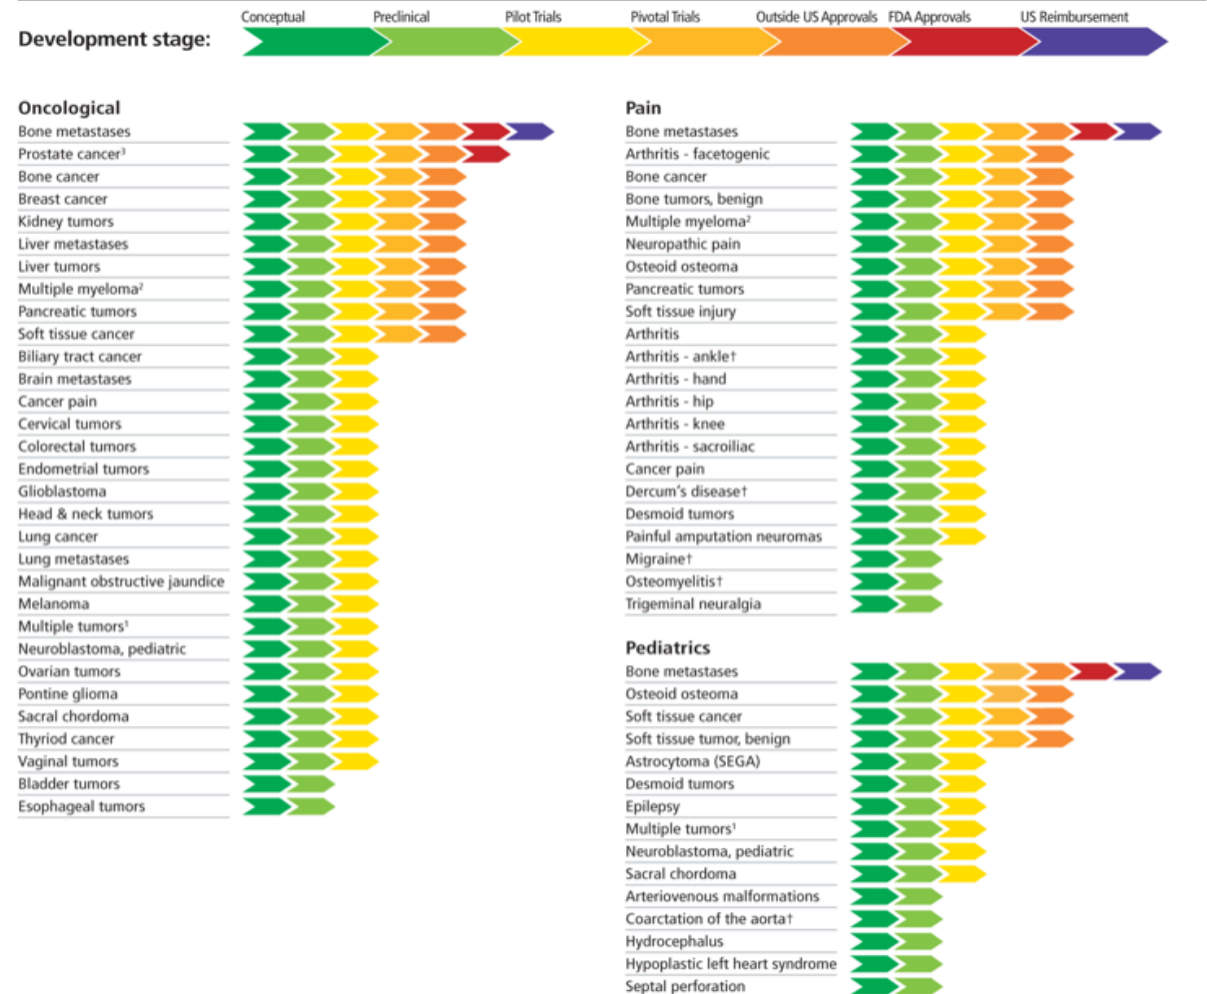 Conceptual Preclinical Pilot Trials Pivotal Trials Outside US Approvals FDA Approvals US Reimbursement
Development stage:
Oncological
Bone metastases
Prostate cancer³
Bone cancer
Breast cancer
Kidney tumors
Liver metastases
Liver tumors
Multiple myeloma²
Pancreatic tumors
Soft tissue cancer
Biliary tract cancer
Brain metastases
Cancer pain
Cervical tumors
Colorectal tumors
Endometrial tumors
Glioblastoma
Head & neck tumors
Lung cancer
Lung metastases
Malignant obstructive jaundice
Melanoma
Multiple tumors¹
Neuroblastoma, pediatric
Ovarian tumors
Pontine glioma
Sacral chordoma
Thyriod cancer
Vaginal tumors
Bladder tumors
Esophageal tumors
Pain
Bone metastases
Arthritis - facetogenic
Bone cancer
Bone tumors, benign
Multiple myeloma²
Neuropathic pain
Osteoid osteoma
Pancreatic tumors
Soft tissue injury
Arthritis
Arthritis - ankle†
Arthritis - hand
Arthritis - hip
Arthritis - knee
Arthritis - sacroiliac
Cancer pain
Dercum's disease†
Desmoid tumors
Painful amputation neuromas
Migraine†
Osteomyelitis†
Trigeminal neuralgia
Pediatrics
Bone metastases
Osteoid osteoma
Soft tissue cancer
Soft tissue tumor, benign
Astrocytoma (SEGA)
Desmoid tumors
Epilepsy
Multiple tumors¹
Neuroblastoma, pediatric
Sacral chordoma
Arteriovenous malformations
Coarctation of the aorta†
Hydrocephalus
Hypoplastic left heart syndrome
Septal perforation